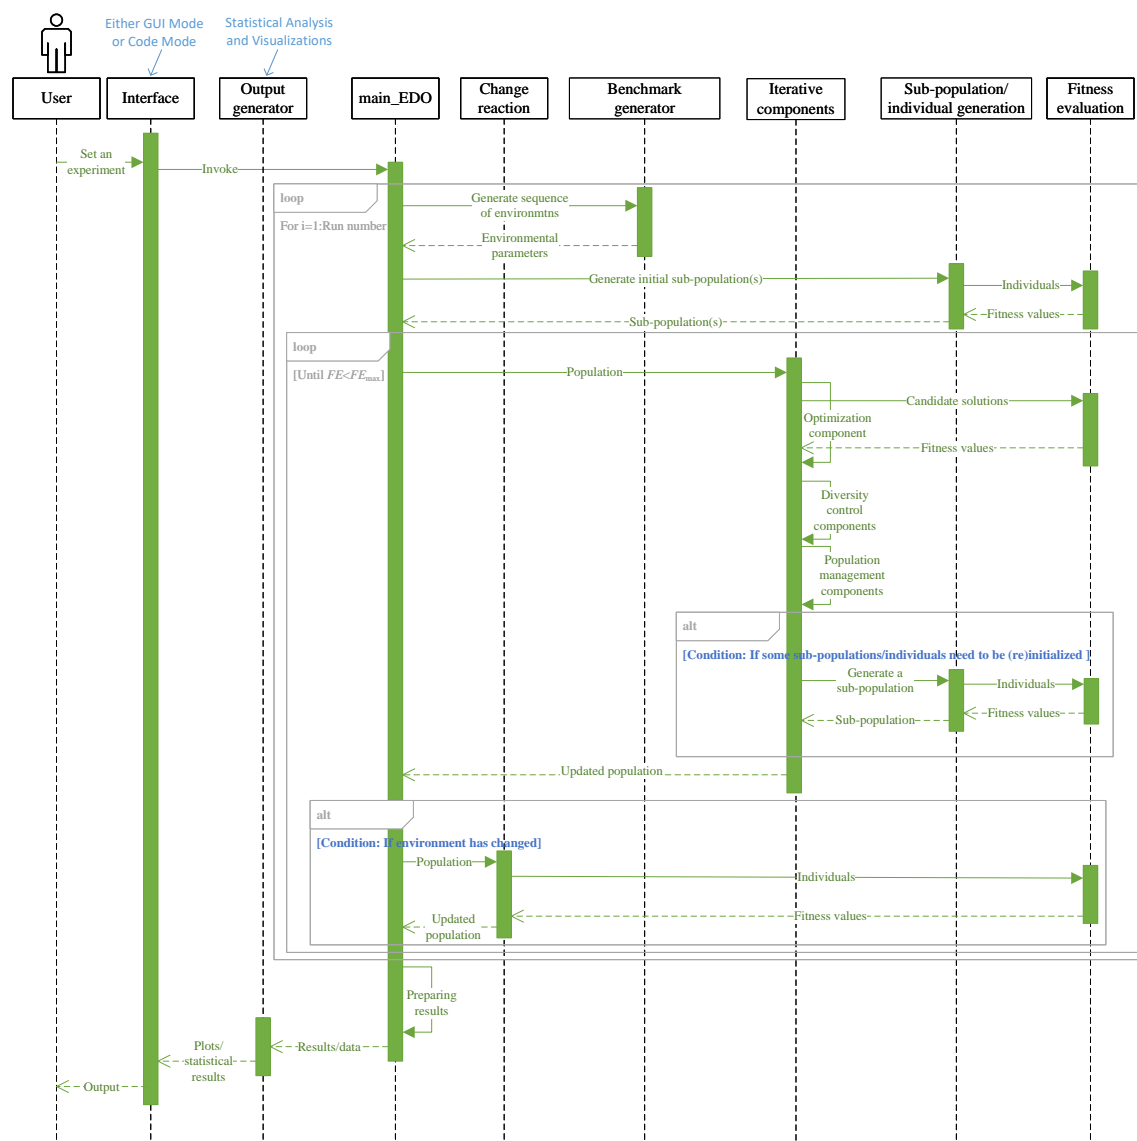 Either GUI Mode
or Code Mode
Statistical Analysis
and Visualizations
User
Interface
Output
generator
main_EDO
Change
reaction
Benchmark
generator
Iterative
components
Sub-population/
individual generation
Fitness
evaluation
Set an
experiment
Invoke
loop
For i=1:Run number
Generate sequence
of environmtns
Environmental
parameters
Generate initial sub-population(s)
Individuals
Fitness values
Sub-population(s)
loop
[Until FE<FEmax]
Population
Candidate solutions
Optimization
component
Fitness values
Diversity
control
components
Population
management
components
alt
[Condition: If some sub-populations/individuals need to be (re)initialized ]
Generate a
sub-population
Individuals
Fitness values
Sub-population
Updated population
alt
[Condition: If environment has changed]
Population
Individuals
Fitness values
Updated
population
Preparing
results
Results/data
Plots/
statistical
results
Output